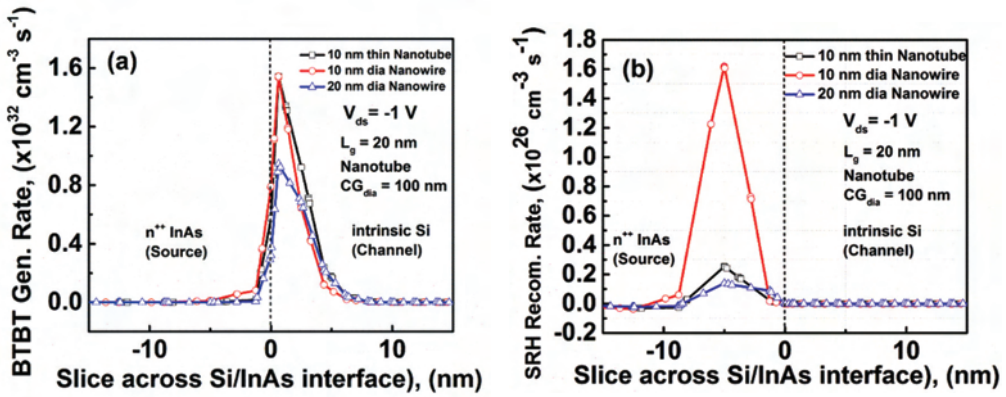 (a)
10 nm thin Nanotube
10 nm dia Nanowire
20 nm dia Nanowire
V_ds = -1 V
L_g = 20 nm
Nanotube
CG_dia = 100 nm
n++ InAs
(Source)
intrinsic Si
(Channel)
BTBT Gen. Rate, (x10^32 cm^-3 s^-1)
1.6
1.2
0.8
0.4
0.0
-10
0
10
Slice across Si/InAs interface), (nm)
(b)
10 nm thin Nanotube
10 nm dia Nanowire
20 nm dia Nanowire
V_ds = -1 V
L_g = 20 nm
Nanotube
CG_dia = 100 nm
n++ InAs
(Source)
intrinsic Si
(Channel)
SRH Recom. Rate, (x10^26 cm^-3 s^-1)
1.8
1.6
1.4
1.2
1.0
0.8
0.6
0.4
0.2
0.0
-0.2
-10
0
10
Slice across Si/InAs interface), (nm)